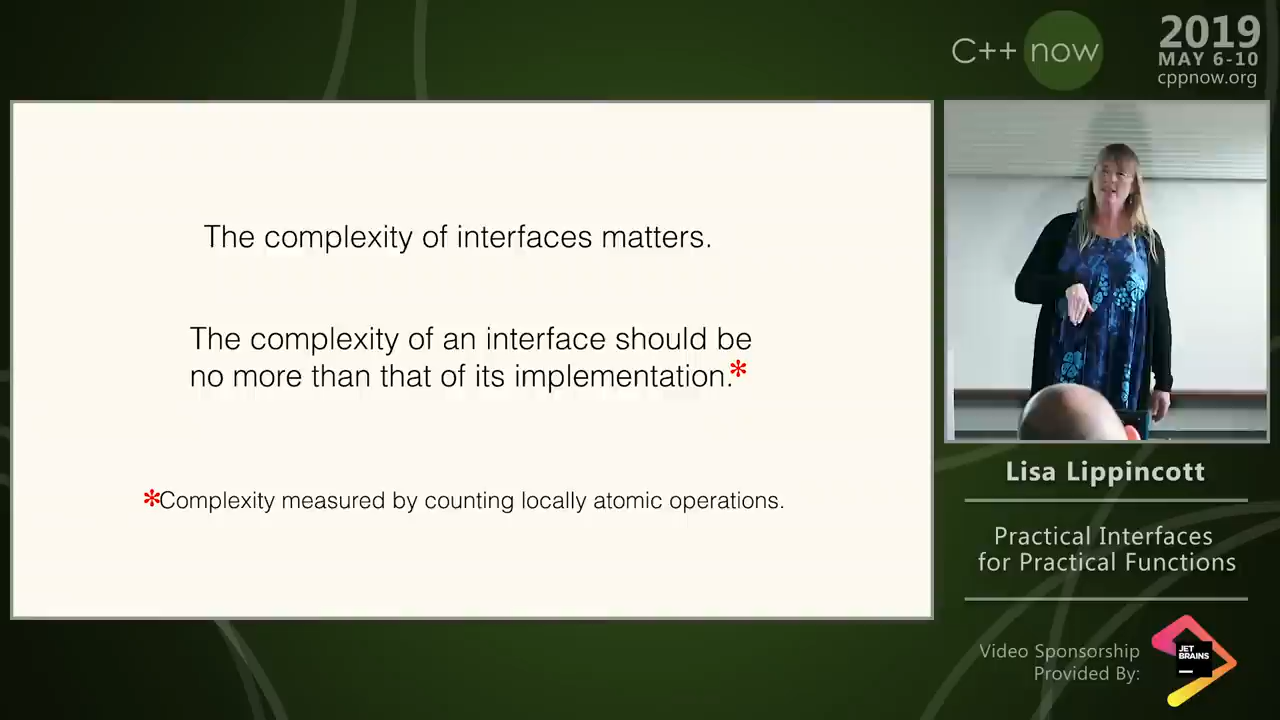 C++ now
2019
MAY 6-10
cppnow.org
The complexity of interfaces matters.
The complexity of an interface should be
no more than that of its implementation.*
*Complexity measured by counting locally atomic operations.
Lisa Lippincott
Practical Interfaces
for Practical Functions
Video Sponsorship
Provided By:
JET
BRAINS